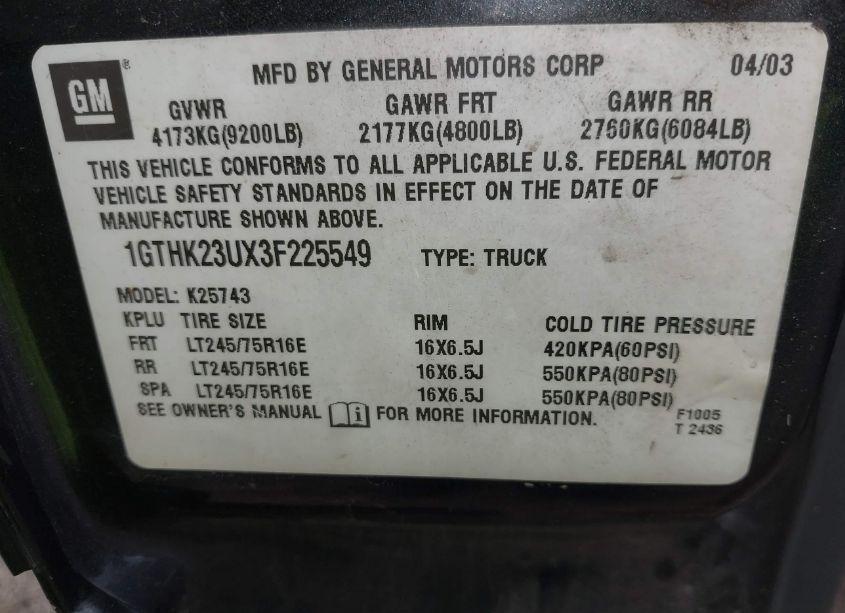 GM®
MFD BY GENERAL MOTORS CORP 04/03
GVWR GAWR FRT GAWR RR
4173KG(9200LB) 2177KG(4800LB) 2760KG(6084LB)
THIS VEHICLE CONFORMS TO ALL APPLICABLE U.S. FEDERAL MOTOR
VEHICLE SAFETY STANDARDS IN EFFECT ON THE DATE OF
MANUFACTURE SHOWN ABOVE.
1GTHK23UX3F225549 TYPE: TRUCK
MODEL: K25743
KPLU TIRE SIZE RIM COLD TIRE PRESSURE
FRT LT245/75R16E 16X6.5J 420KPA(60PSI)
RR LT245/75R16E 16X6.5J 550KPA(80PSI)
SPA LT245/75R16E 16X6.5J 550KPA(80PSI)
SEE OWNER'S MANUAL i FOR MORE INFORMATION.
F1005
T 2436